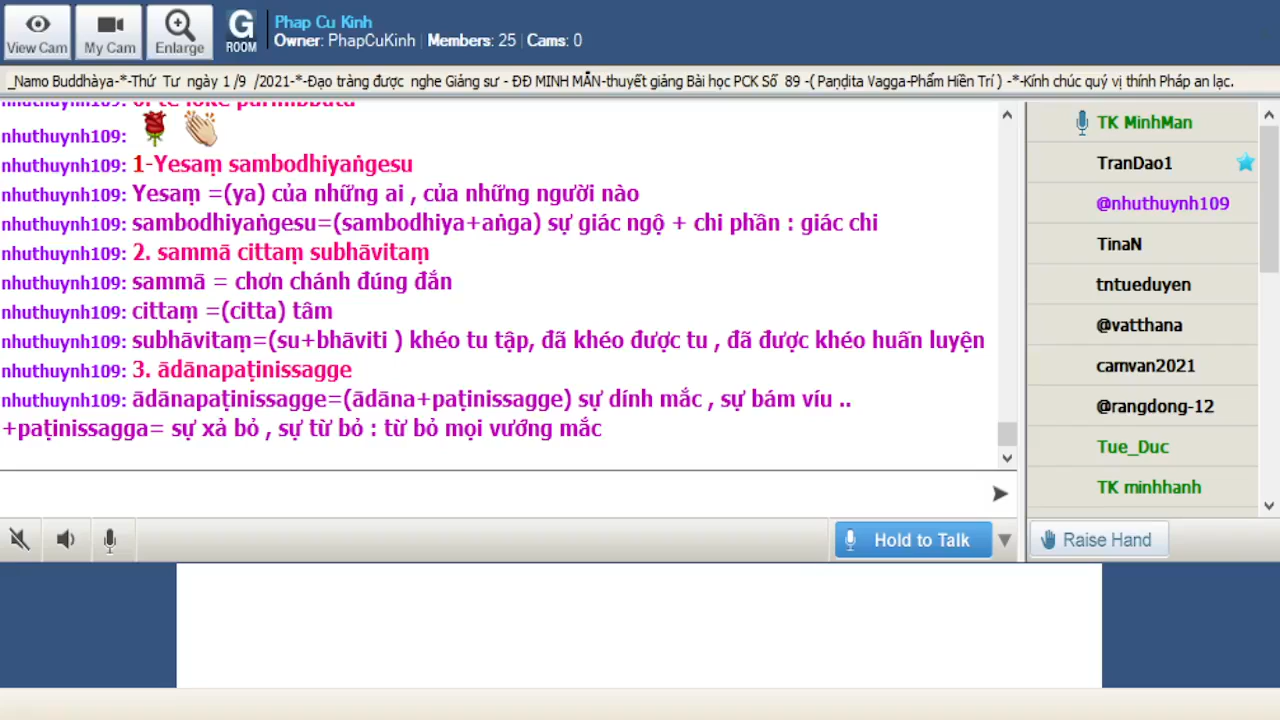 View Cam
My Cam
Enlarge
G
ROOM
Phap Cu Kinh
Owner: PhapCuKinh Members: 25 Cams: 0
_Namo Buddhàya-*-Thứ Tư ngày 1 /9 /2021-*-Đạo tràng được nghe Giảng sư - ĐĐ MINH MẪN-thuyết giảng Bài học PCK Số 89 -( Paṇḍita Vagga-Phẩm Hiền Trí ) -*-Kính chúc quý vị thính Pháp an lạc.
nhuthuynh109:
nhuthuynh109: 1-Yesaṃ sambodhiyaṅgesu
nhuthuynh109: Yesaṃ =(ya) của những ai , của những người nào
nhuthuynh109: sambodhiyaṅgesu=(sambodhiya+aṅga) sự giác ngộ + chi phần : giác chi
nhuthuynh109: 2. sammā cittaṃ subhāvitaṃ
nhuthuynh109: sammā = chơn chánh đúng đắn
nhuthuynh109: cittaṃ =(citta) tâm
nhuthuynh109: subhāvitaṃ=(su+bhāviti ) khéo tu tập, đã khéo được tu , đã được khéo huấn luyện
nhuthuynh109: 3. ādānapaṭinissagge
nhuthuynh109: ādānapaṭinissagge=(ādāna+paṭinissagge) sự dính mắc , sự bám víu ..
+paṭinissagga= sự xả bỏ , sự từ bỏ : từ bỏ mọi vướng mắc
TK MinhMan
TranDao1
@nhuthuynh109
TinaN
tntueduyen
@vatthana
camvan2021
@rangdong-12
Tue_Duc
TK minhhanh
Hold to Talk
Raise Hand